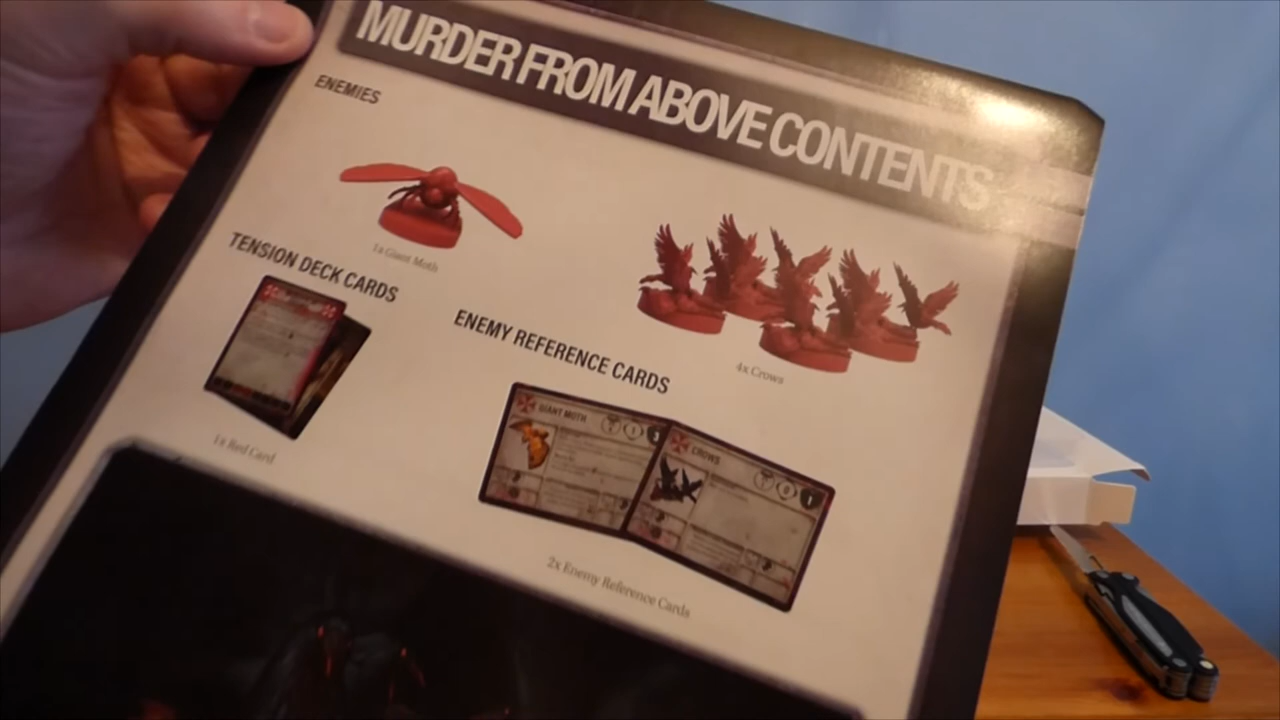 MURDER FROM ABOVE CONTENTS
ENEMIES
1x Giant Moth
4x Crows
TENSION DECK CARDS
1x Red Card
ENEMY REFERENCE CARDS
GIANT MOTH
CROWS
2x Enemy Reference Cards